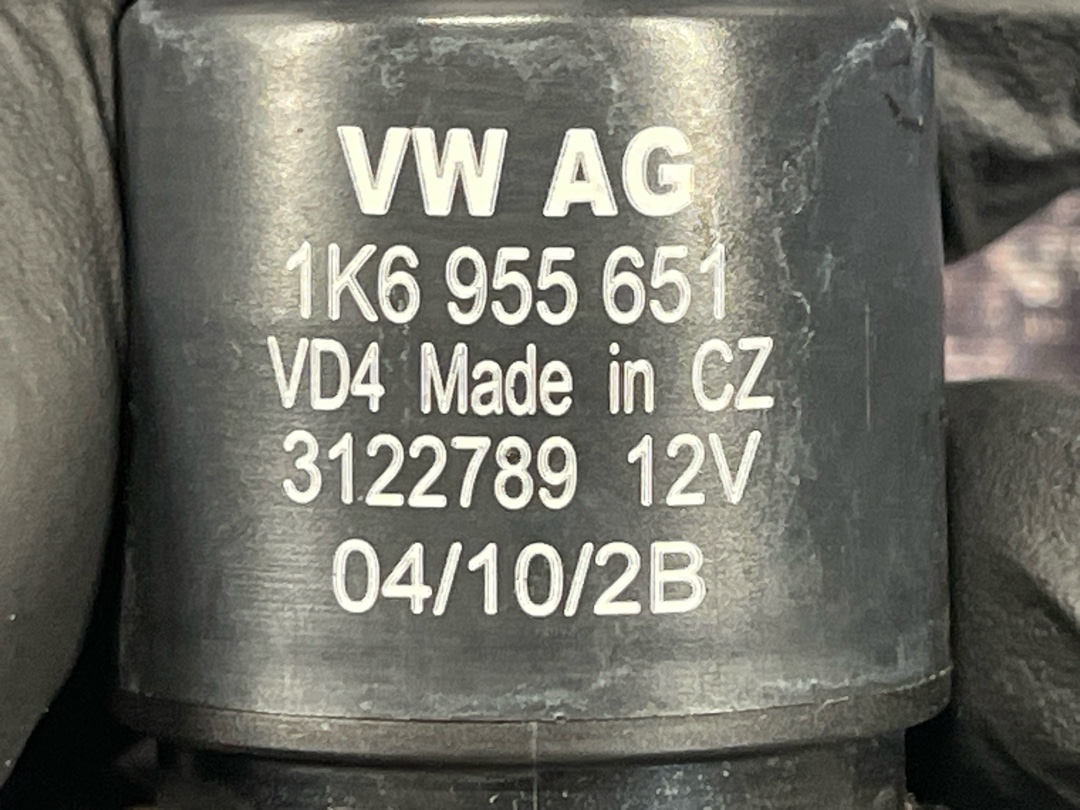 VW AG
1K6 955 651
VD4 Made in CZ
3122789 12V
04/10/2B